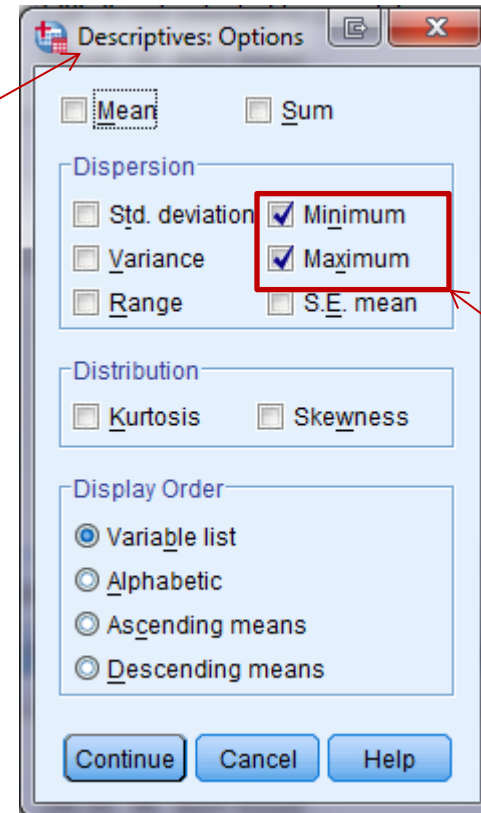 Descriptives: Options
Mean Sum
Dispersion
Std. deviation Minimum
Variance Maximum
Range S.E. mean
Distribution
Kurtosis Skewness
Display Order
Variable list
Alphabetic
Ascending means
Descending means
Continue Cancel Help